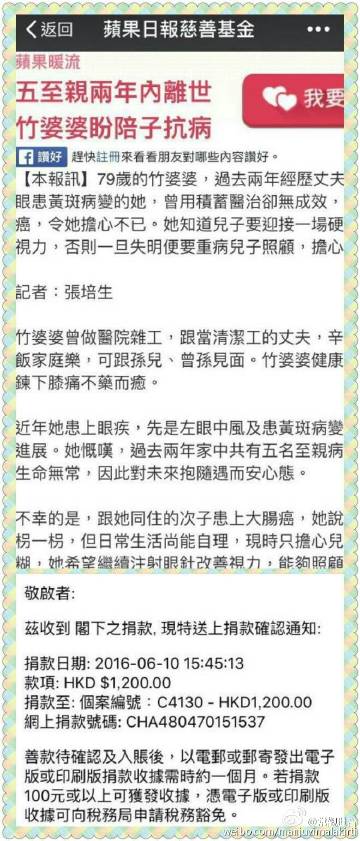 返回 蘋果日報慈善基金
蘋果暖流
五至親兩年內離世
竹婆婆盼陪子抗病
我要
讚好 趕快註冊來看看朋友對哪些內容讚好。
【本報訊】79歲的竹婆婆，過去兩年經歷丈夫
眼患黃斑病變的她，曾用積蓄醫治卻無成效，
癌，令她擔心不已。她知道兒子要迎接一場硬
視力，否則一旦失明便要重病兒子照顧，擔心
記者：張培生
竹婆婆曾做醫院雜工，跟當清潔工的丈夫，辛
飯家庭樂，可跟孫兒、曾孫見面。竹婆婆健康
鍊下膝痛不藥而癒。
近年她患上眼疾，先是左眼中風及患黃斑病變
進展。她慨嘆，過去兩年家中共有五名至親病
生命無常，因此對未來抱隨遇而安心態。
不幸的是，跟她同住的次子患上大腸癌，她說
枴一枴，但日常生活尚能自理，現時只擔心兒
糊，她希望繼續注射眼針改善視力，能夠照顧
敬啟者:
茲收到 閣下之捐款, 現特送上捐款確認通知:
捐款日期: 2016-06-10 15:45:13
款項: HKD $1,200.00
捐款至: 個案編號︰C4130 - HKD1,200.00
網上捐款號碼: CHA480470151537
善款待確認及入賬後，以電郵或郵寄發出電子
版或印刷版捐款收據需時約一個月。若捐款
100元或以上可獲發收據，憑電子版或印刷版
收據可向稅務局申請稅務豁免。
weibo.com/manjuzimalakirti